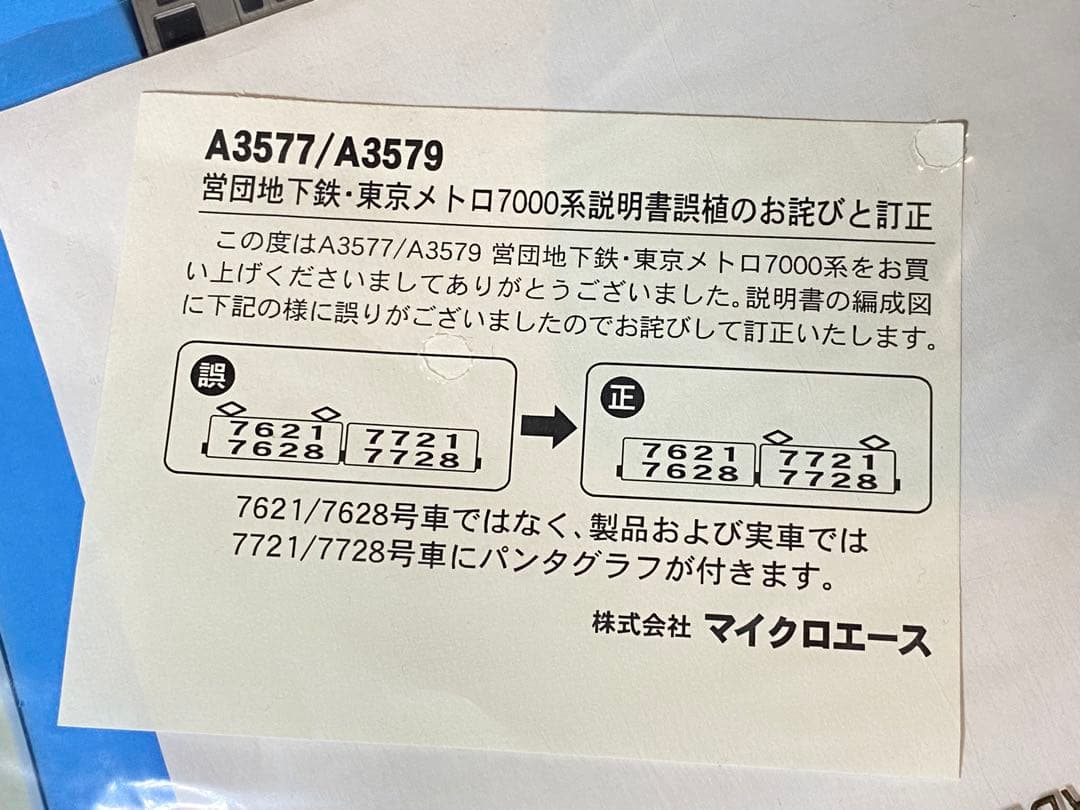 A3577/A3579
営団地下鉄・東京メトロ7000系説明書誤植のお詫びと訂正
この度はA3577/A3579 営団地下鉄・東京メトロ7000系をお買
い上げくださいましてありがとうございました。説明書の編成図
に下記の様に誤りがございましたのでお詫びして訂正いたします。
誤
7621 7721
7628 7728
正
7621 7721
7628 7728
7621/7628号車ではなく、製品および実車では
7721/7728号車にパンタグラフが付きます。
株式会社 マイクロエース